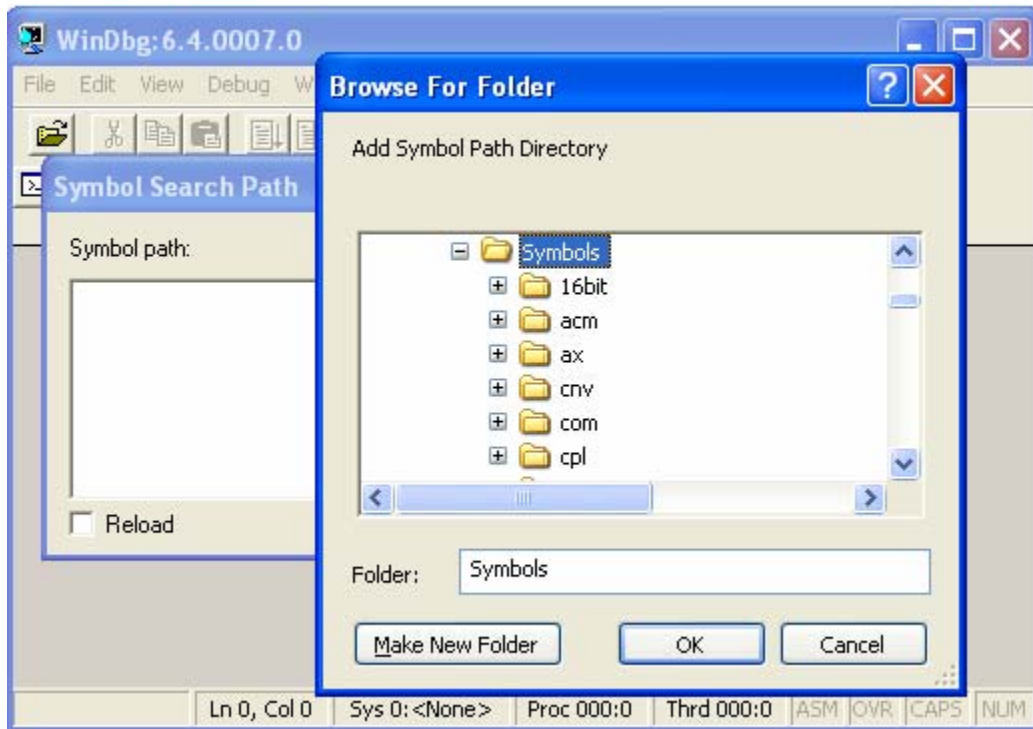 WinDbg:6.4.0007.0
File Edit View Debug W
Browse For Folder
Add Symbol Path Directory
Symbol Search Path
Symbol path:
Symbols
16bit
acm
ax
cnv
com
cpl
Reload
Folder: Symbols
Make New Folder OK Cancel
Ln 0, Col 0 Sys 0:<None> Proc 000:0 Thrd 000:0 ASM OVR CAPS NUM